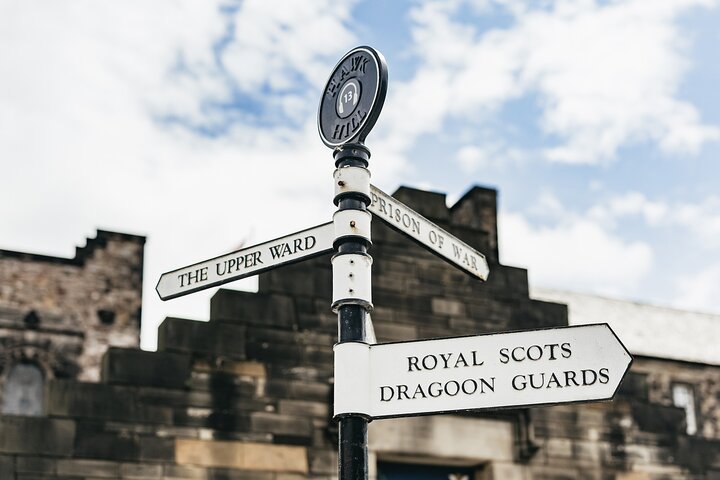 HAWK
13
HILL
PRISON OF WAR
THE UPPER WARD
ROYAL SCOTS
DRAGOON GUARDS